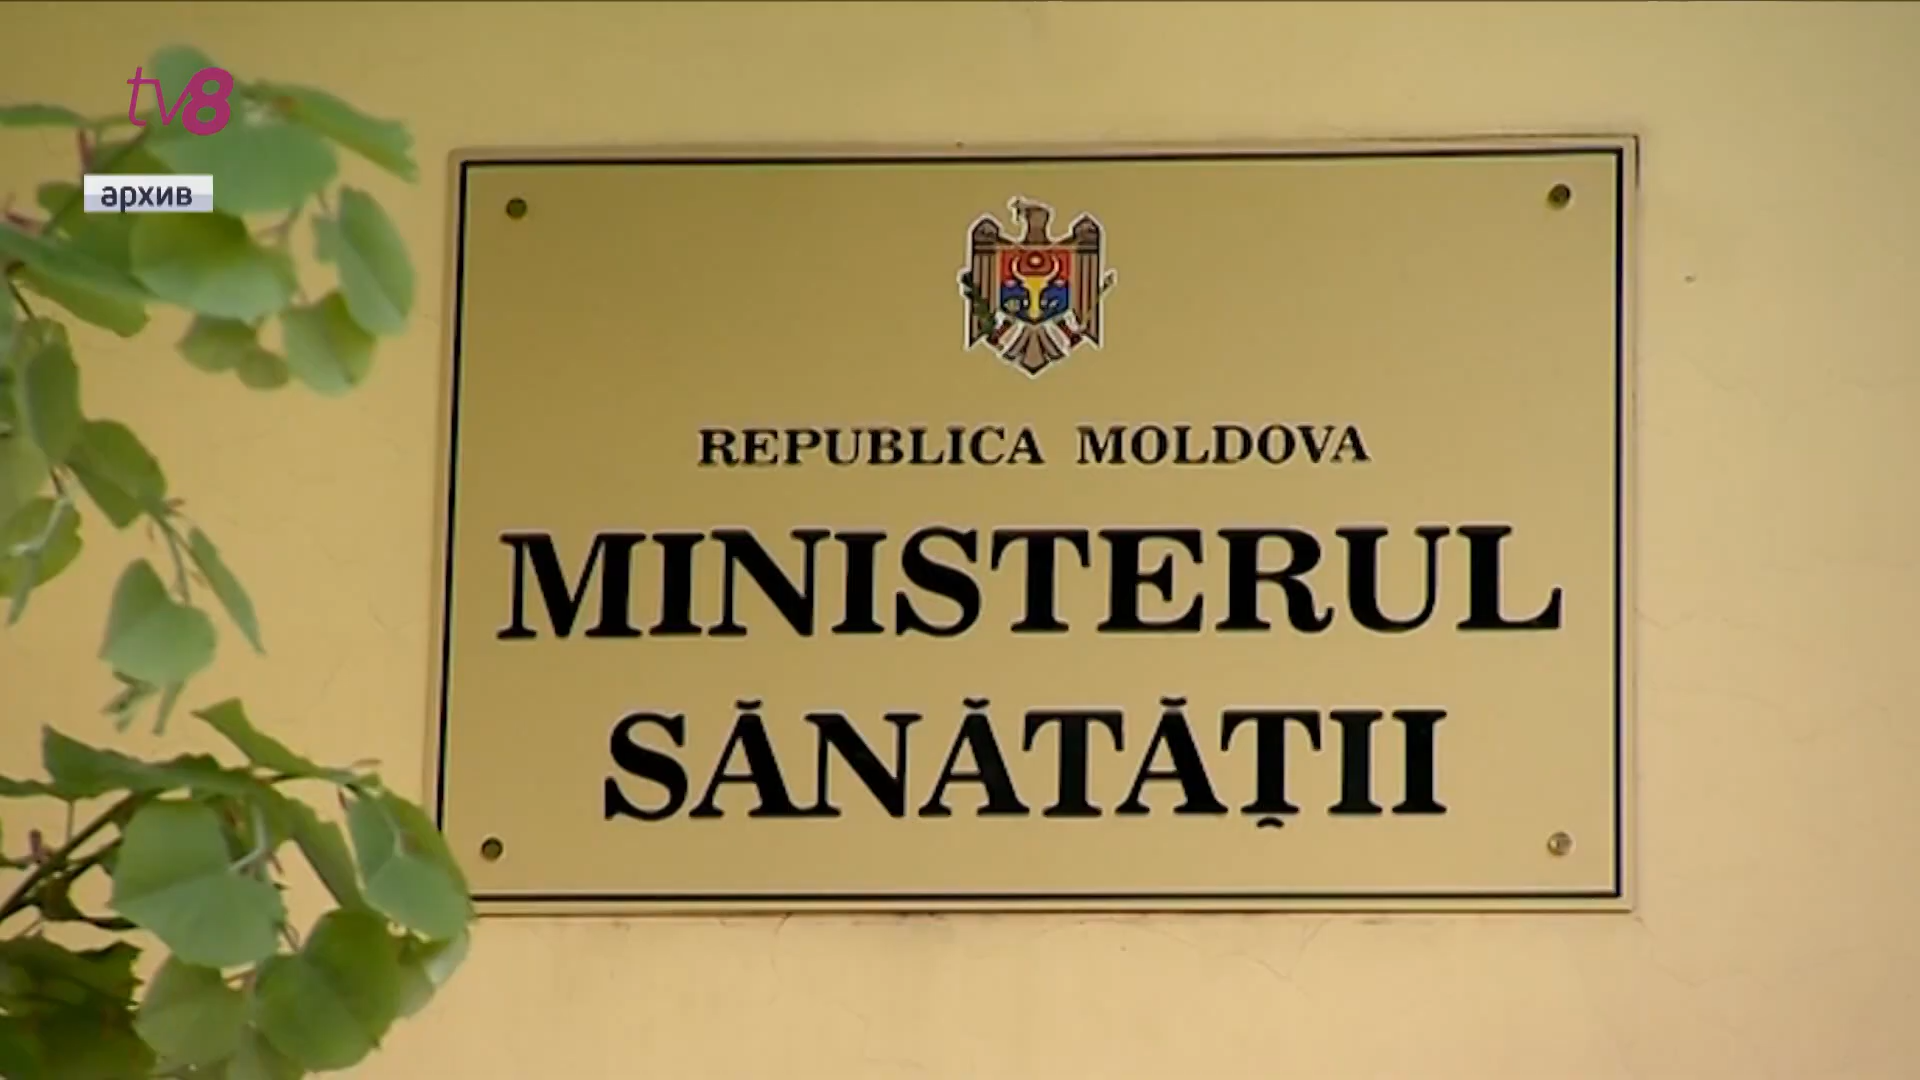 tv8
архив
REPUBLICA MOLDOVA
MINISTERUL
SĂNĂTĂȚII